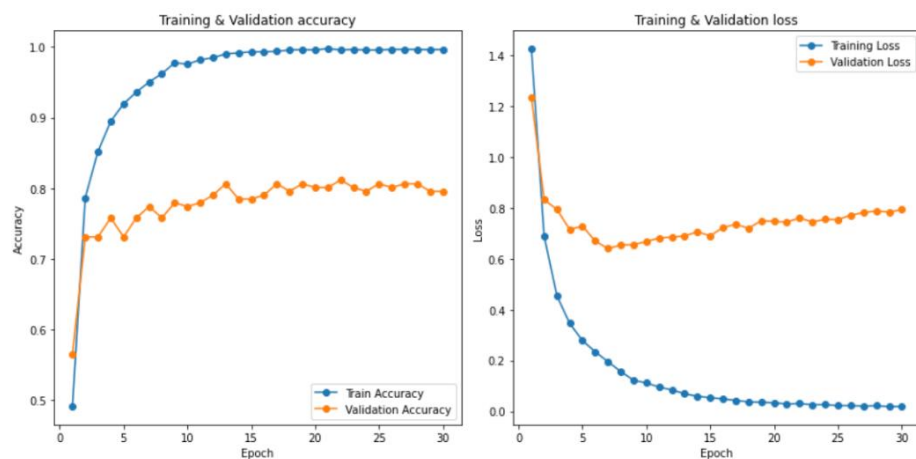 Training & Validation accuracy
1.0
0.9
0.8
0.7
0.6
0.5
Accuracy
Train Accuracy
Validation Accuracy
0 5 10 15 20 25 30
Epoch
Training & Validation loss
1.4
1.2
1.0
0.8
0.6
0.4
0.2
0.0
Loss
Training Loss
Validation Loss
0 5 10 15 20 25 30
Epoch